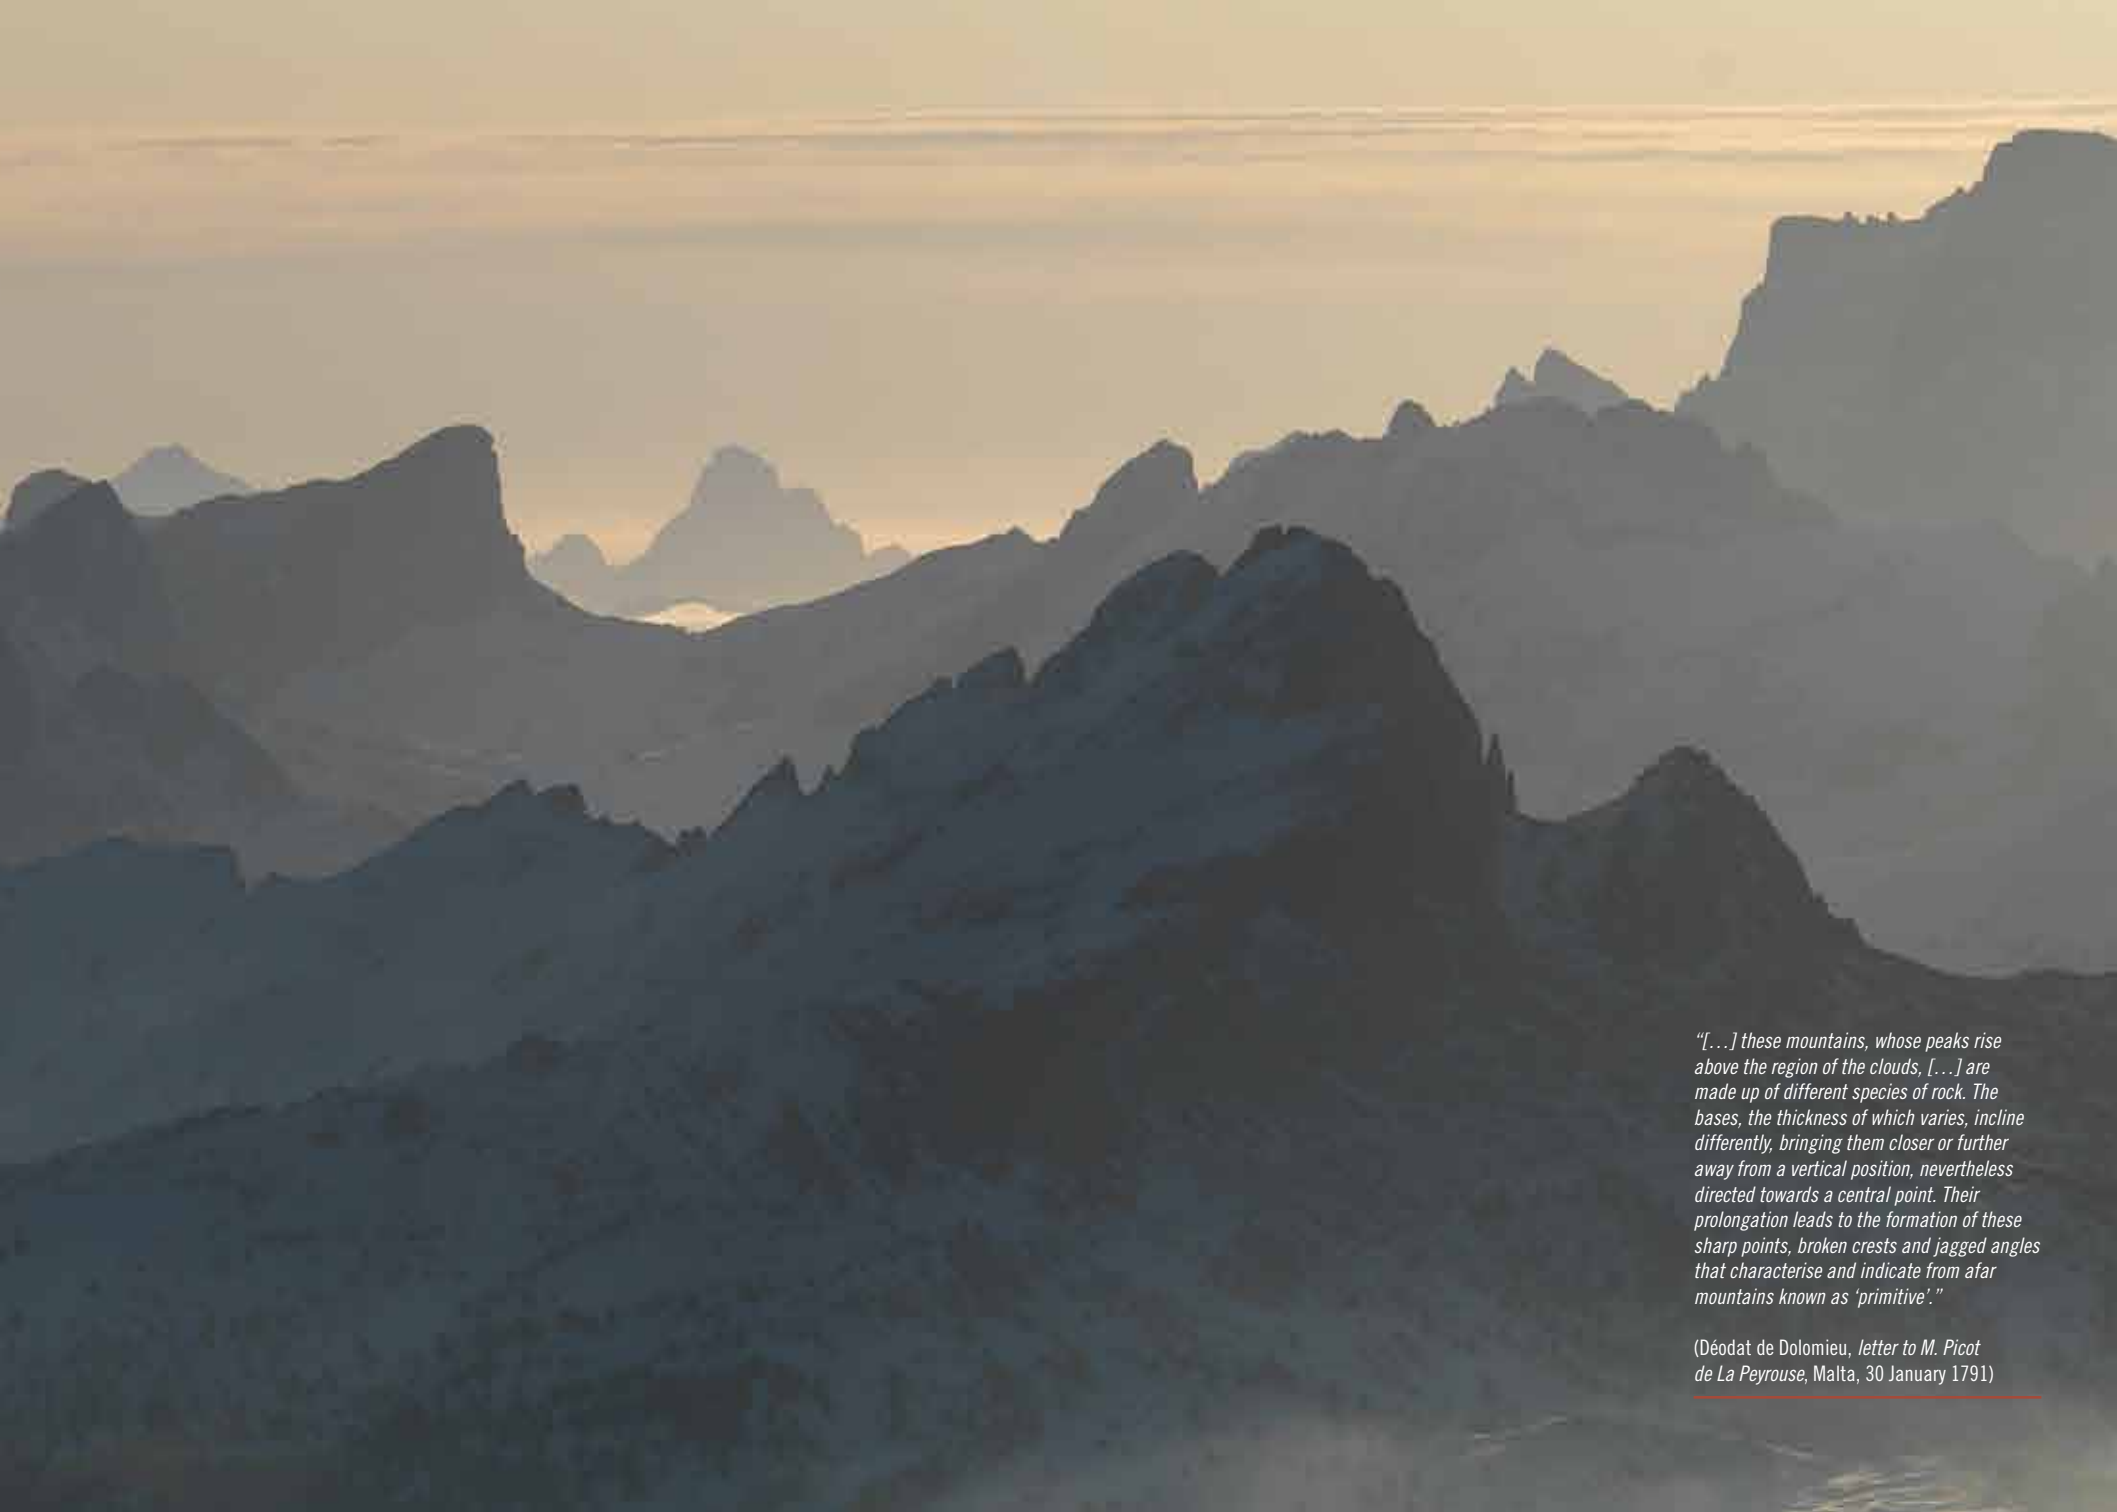 “[…] these mountains, whose peaks rise
above the region of the clouds, […] are
made up of different species of rock. The
bases, the thickness of which varies, incline
differently, bringing them closer or further
away from a vertical position, nevertheless
directed towards a central point. Their
prolongation leads to the formation of these
sharp points, broken crests and jagged angles
that characterise and indicate from afar
mountains known as ‘primitive’.”
(Déodat de Dolomieu, letter to M. Picot
de La Peyrouse, Malta, 30 January 1791)